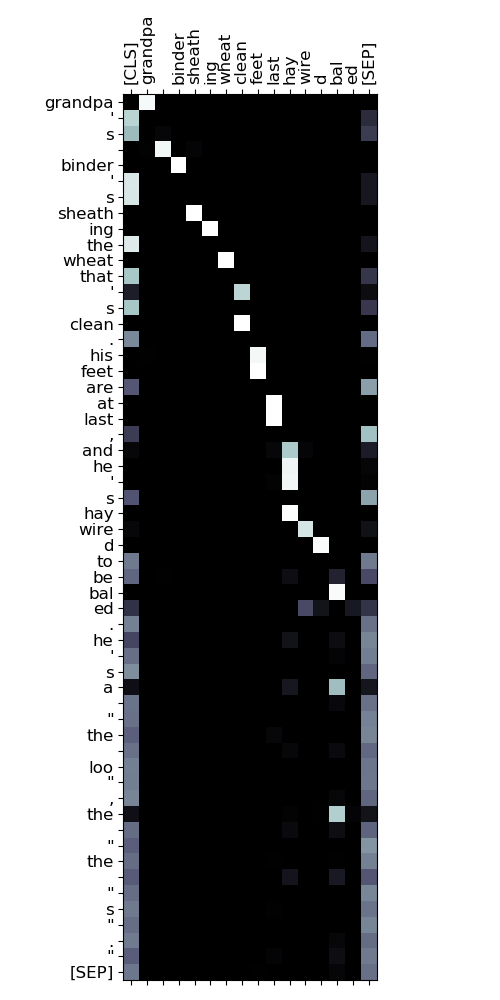 [CLS]
grandpa
binder
sheath
ing
wheat
clean
feet
last
hay
wire
d
bal
ed
[SEP]
grandpa
'
s
binder
'
s
sheath
ing
the
wheat
that
'
s
clean
.
his
feet
are
at
last
,
and
he
'
s
hay
wire
d
to
be
bal
ed
.
he
'
s
a
"
the
loo
"
,
the
"
the
"
s
"
.
"
[SEP]